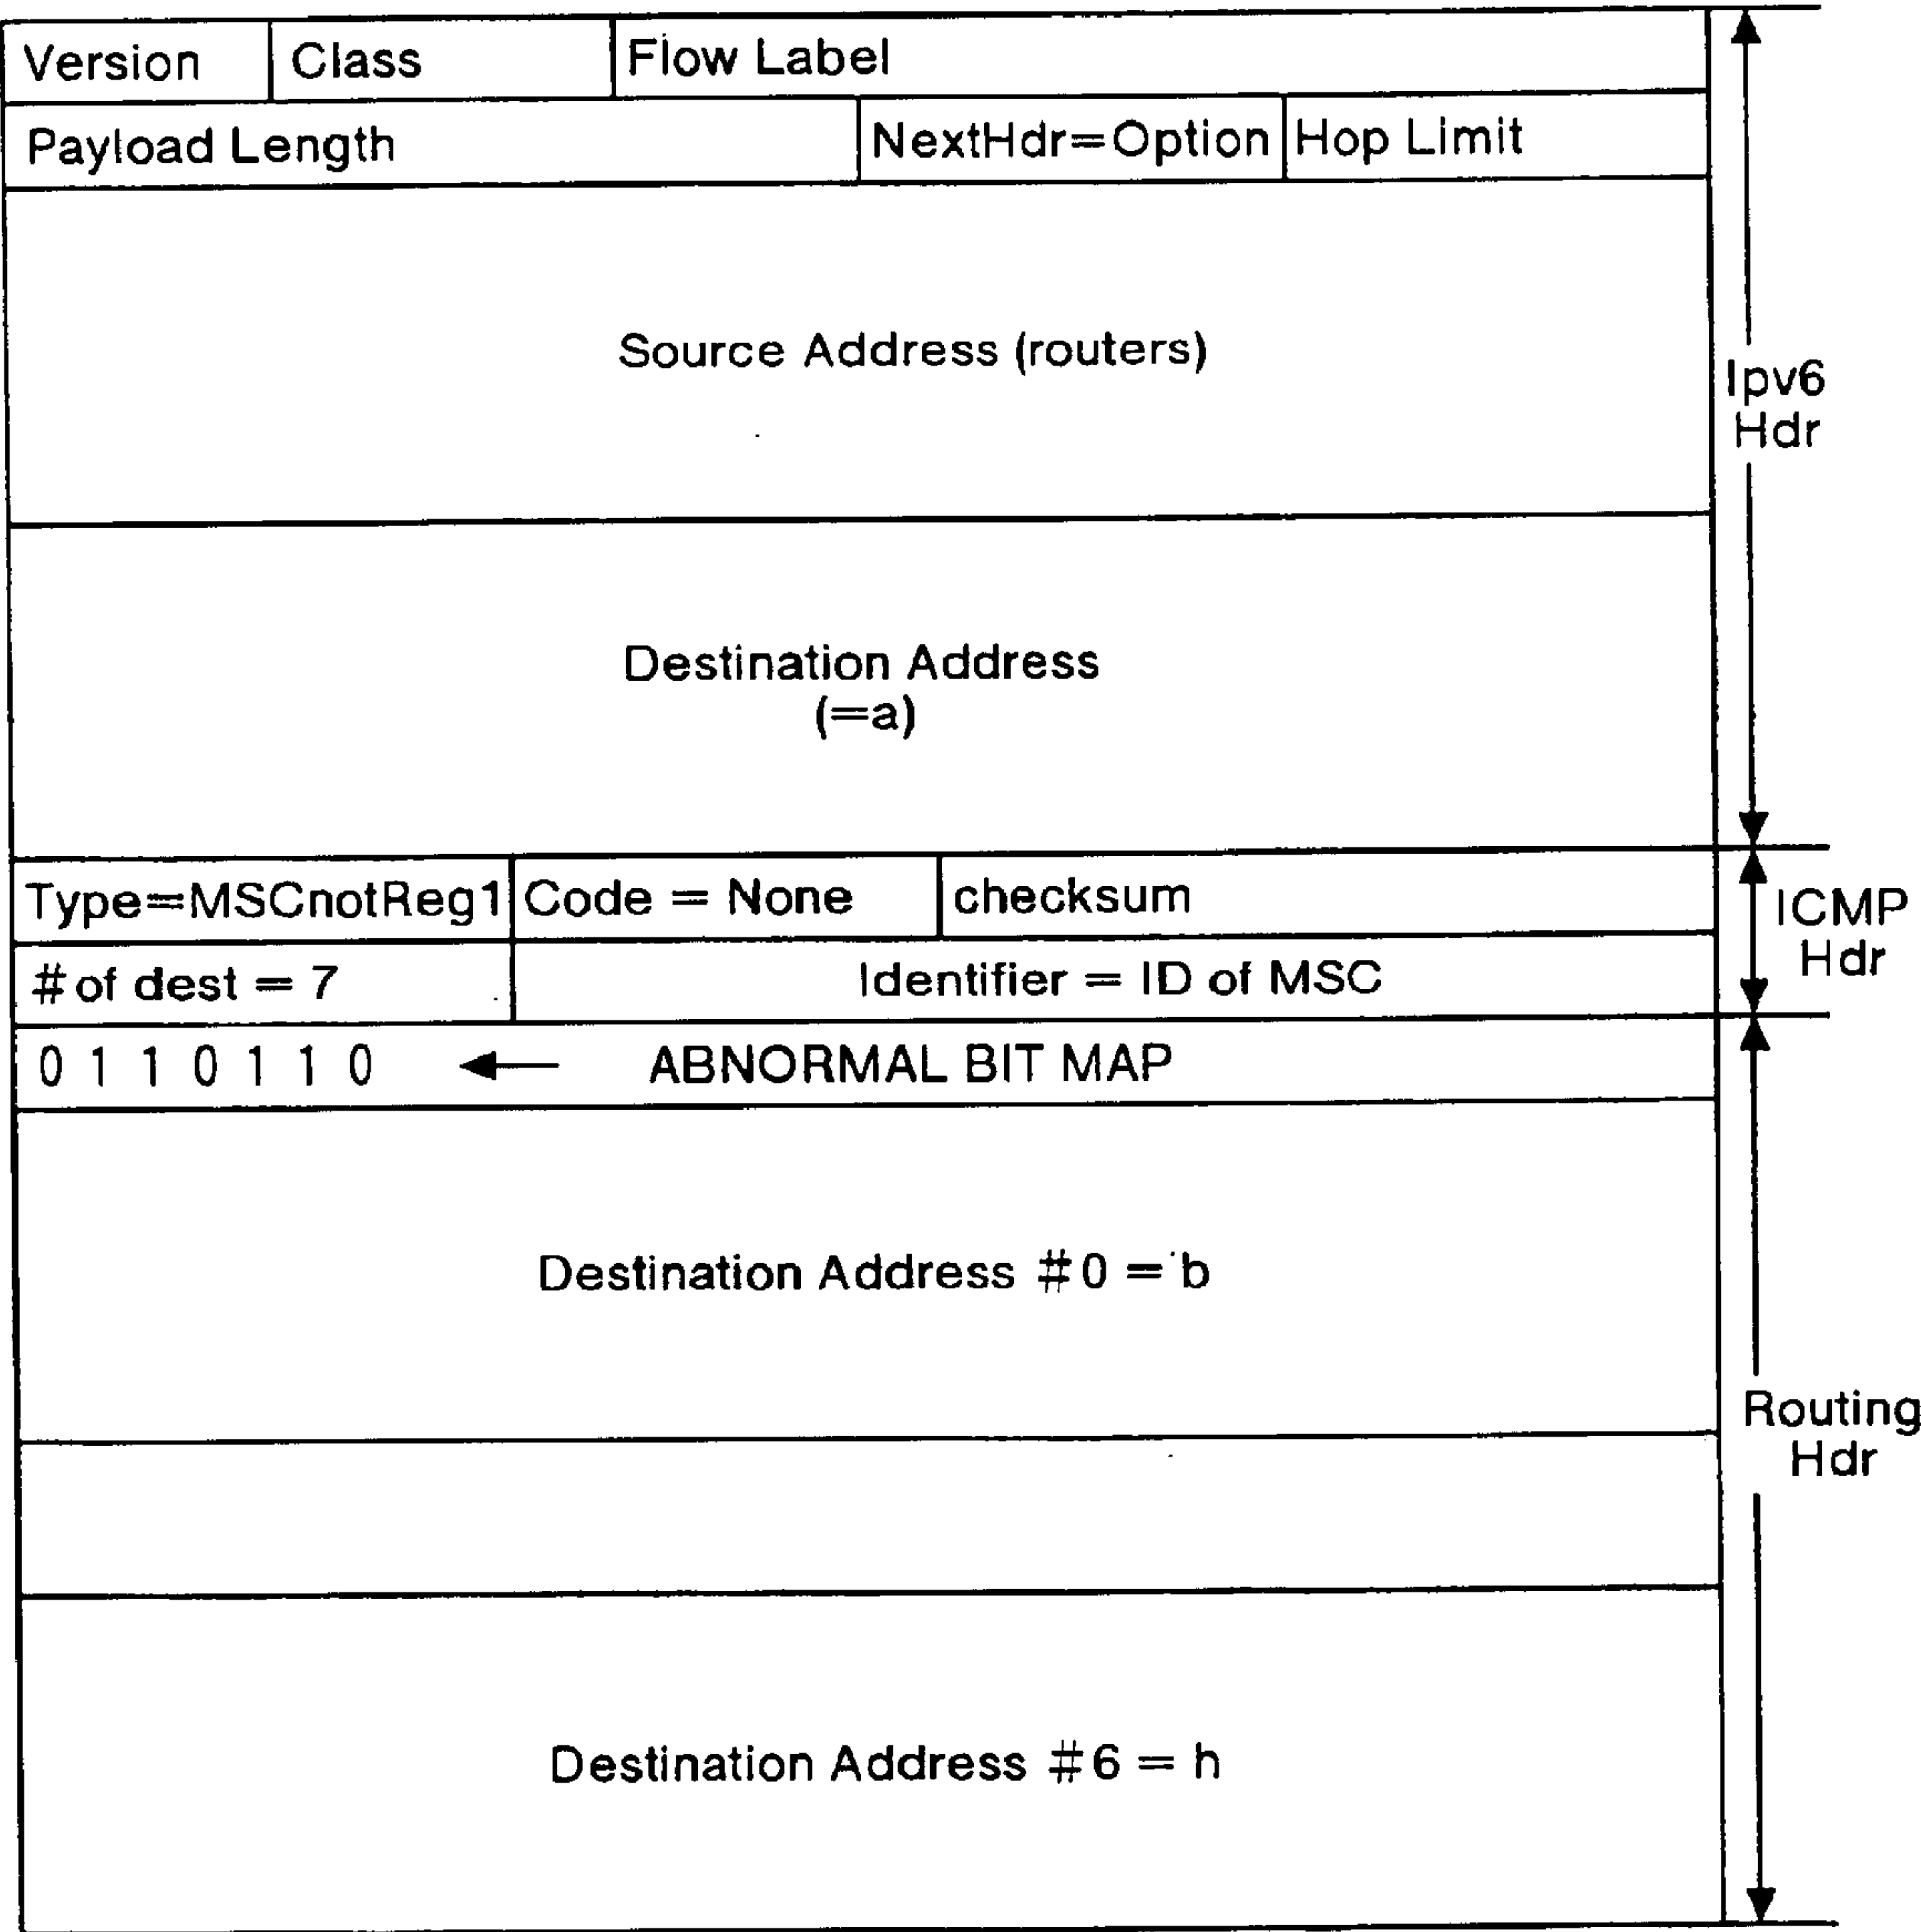 Version Class Flow Label
Payload Length NextHdr=Option Hop Limit
Source Address (routers)
Ipv6
Hdr
Destination Address
(=a)
Type=MSCnotReg1 Code = None checksum
ICMP
Hdr
# of dest = 7 Identifier = ID of MSC
0 1 1 0 1 1 0 ← ABNORMAL BIT MAP
Destination Address #0 = b
Routing
Hdr
Destination Address #6 = h